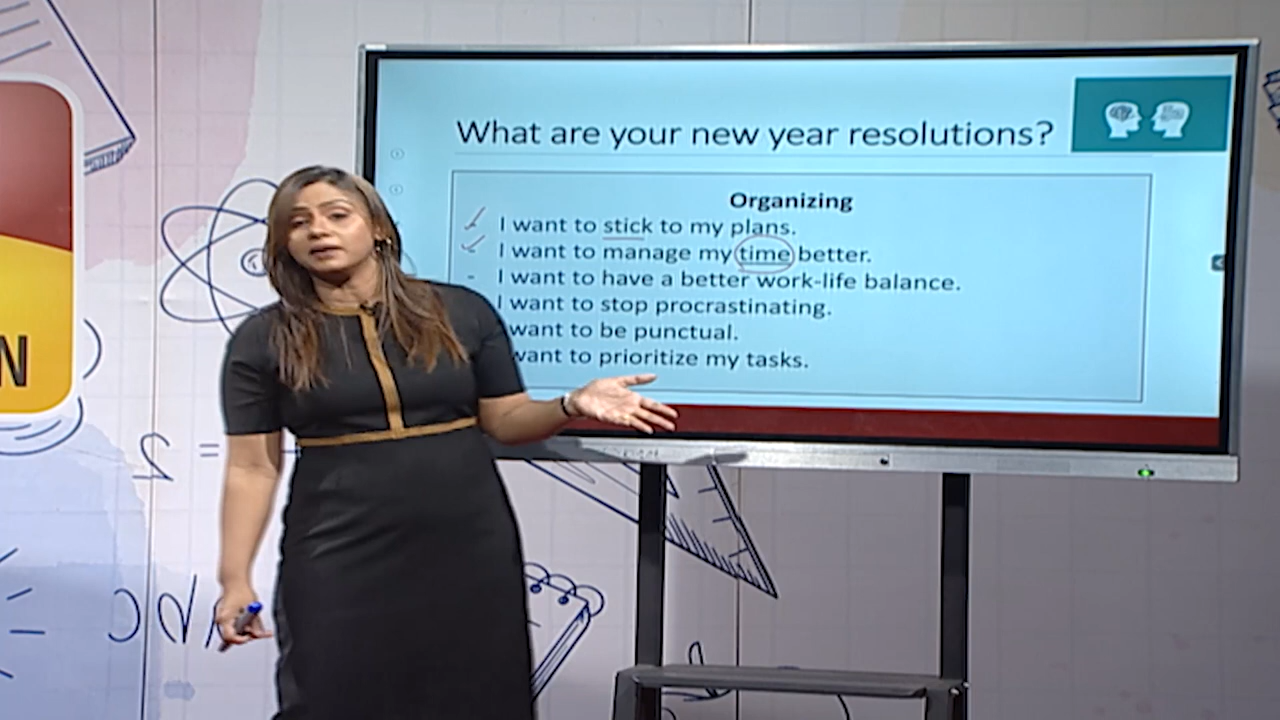 What are your new year resolutions?
Organizing
I want to stick to my plans.
I want to manage my time better.
- I want to have a better work-life balance.
I want to stop procrastinating.
want to be punctual.
want to prioritize my tasks.
N
= 2